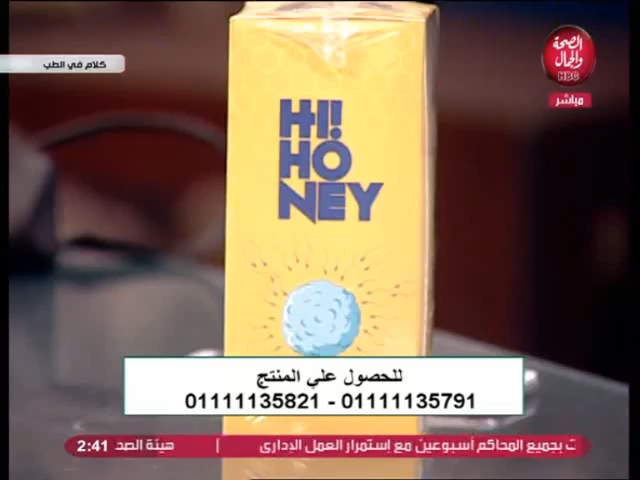 كلام في الطب
الصحة
والجمال
HBC
مباشر
HI!
HO
NEY
للحصول علي المنتج
01111135821 - 01111135791
ت بجميع المحاكم أسبوعين مع إستمرار العمل الإدارى | هيئة الصد 2:41